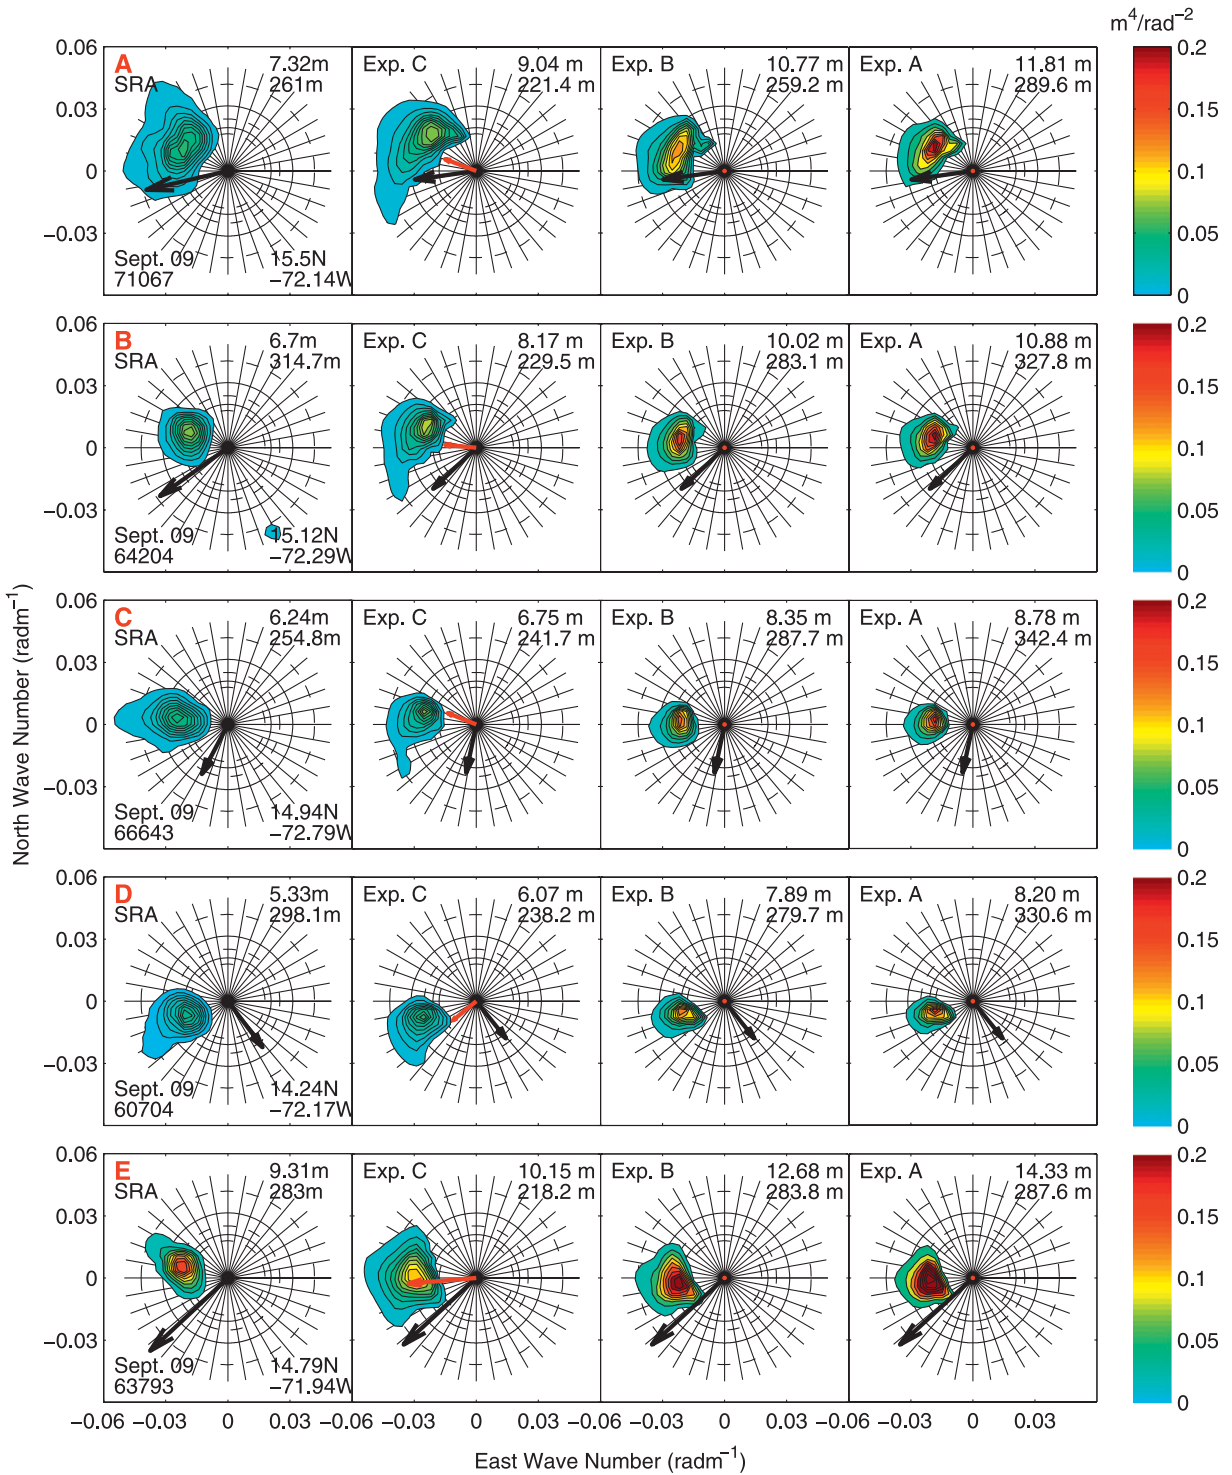 m4/rad−2
0.06
0.03
0
−0.03
A
SRA
7.32m
261m
Sept. 09
71067
15.5N
−72.14W
Exp. C
9.04 m
221.4 m
Exp. B
10.77 m
259.2 m
Exp. A
11.81 m
289.6 m
0.2
0.15
0.1
0.05
0
0.06
0.03
0
−0.03
B
SRA
6.7m
314.7m
Sept. 09
64204
15.12N
−72.29W
Exp. C
8.17 m
229.5 m
Exp. B
10.02 m
283.1 m
Exp. A
10.88 m
327.8 m
0.2
0.15
0.1
0.05
0
North Wave Number (radm−1)
0.06
0.03
0
−0.03
C
SRA
6.24m
254.8m
Sept. 09
66643
14.94N
−72.79W
Exp. C
6.75 m
241.7 m
Exp. B
8.35 m
287.7 m
Exp. A
8.78 m
342.4 m
0.2
0.15
0.1
0.05
0
0.06
0.03
0
−0.03
D
SRA
5.33m
298.1m
Sept. 09
60704
14.24N
−72.17W
Exp. C
6.07 m
238.2 m
Exp. B
7.89 m
279.7 m
Exp. A
8.20 m
330.6 m
0.2
0.15
0.1
0.05
0
0.06
0.03
0
−0.03
E
SRA
9.31m
283m
Sept. 09
63793
14.79N
−71.94W
Exp. C
10.15 m
218.2 m
Exp. B
12.68 m
283.8 m
Exp. A
14.33 m
287.6 m
0.2
0.15
0.1
0.05
0
−0.06 −0.03 0 0.03 −0.06 −0.03 0 0.03 −0.06 −0.03 0 0.03 −0.06 −0.03 0 0.03
East Wave Number (radm−1)